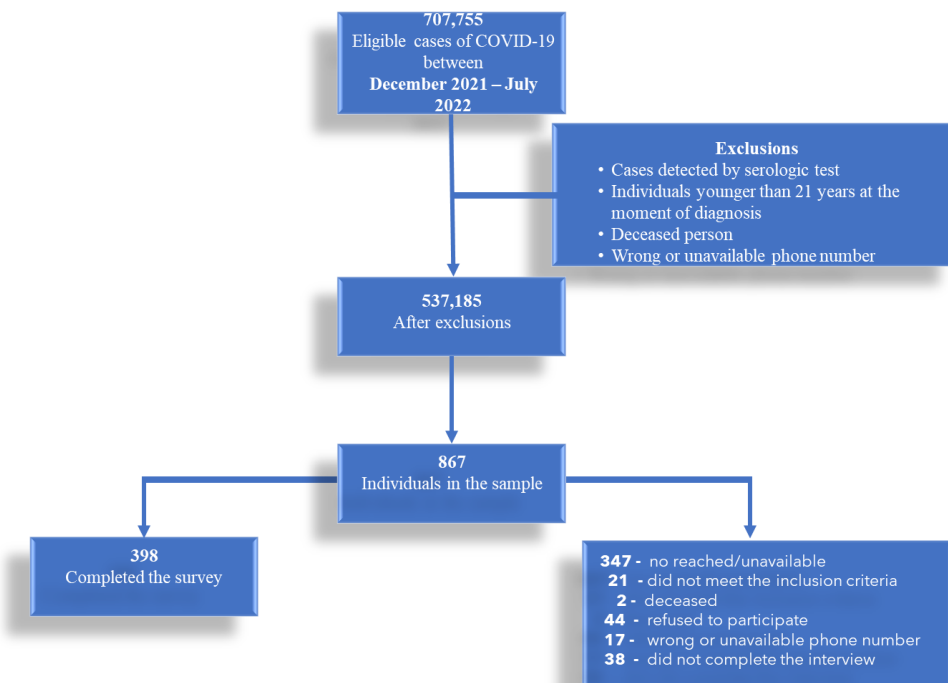 707,755
Eligible cases of COVID-19
between
December 2021 – July
2022
Exclusions
• Cases detected by serologic test
• Individuals younger than 21 years at the
moment of diagnosis
• Deceased person
• Wrong or unavailable phone number
537,185
After exclusions
867
Individuals in the sample
398
Completed the survey
347 - no reached/unavailable
21 - did not meet the inclusion criteria
2 - deceased
44 - refused to participate
17 - wrong or unavailable phone number
38 - did not complete the interview